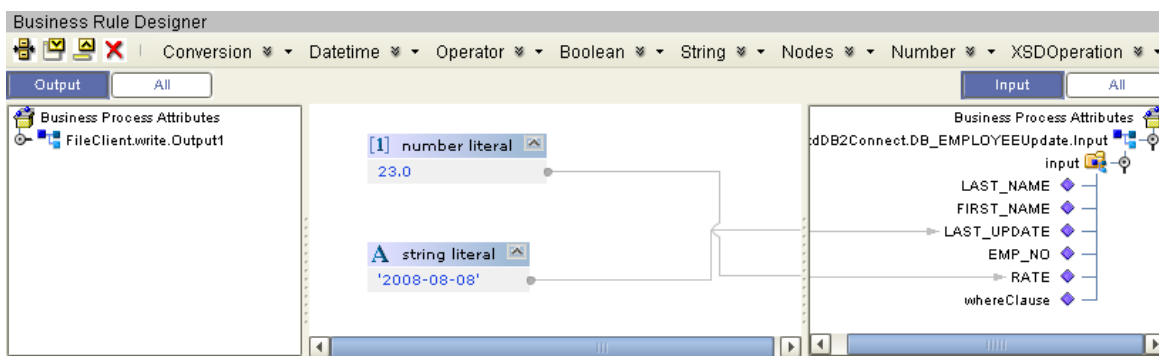 Business Rule Designer
Conversion Datetime Operator Boolean String Nodes Number XSDOperation
Output All Input All
Business Process Attributes
FileClient.write.Output1
[1] number literal
23.0
A string literal
'2008-08-08'
Business Process Attributes
dDB2Connect.DB_EMPLOYEEUpdate.Input
input
LAST_NAME
FIRST_NAME
LAST_UPDATE
EMP_NO
RATE
whereClause